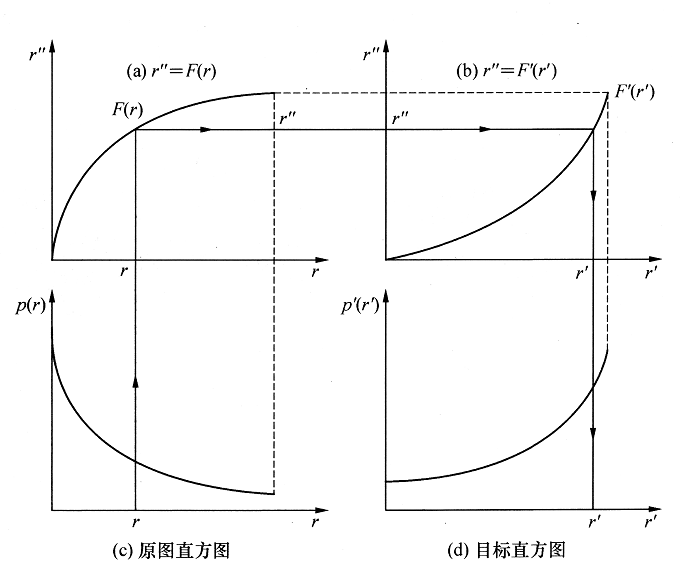 r″
(a) r″=F(r)
F(r)
r″
r
r
r″
(b) r″=F′(r′)
F′(r′)
r″
r′
r′
p(r)
r
r
(c) 原图直方图
p′(r′)
r′
r′
(d) 目标直方图